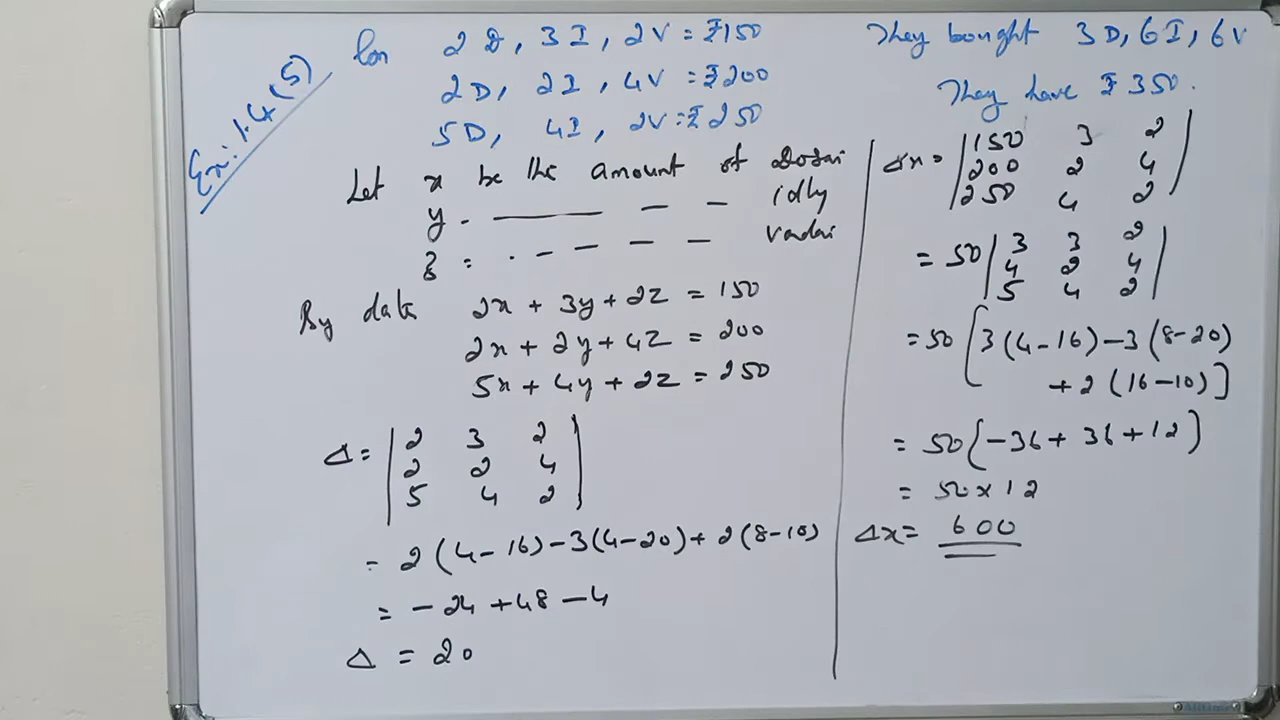 Ex: 1.4 (5)
2D, 3I, 2V = ₹150
2D, 2I, 4V = ₹200
5D, 4I, 2V = ₹250
They bought 3D, 6I, 6V
They have ₹350.
Let x be the amount of Dosai
y - ——— — — idly
z = . - — — — — vadai
By data 2x + 3y + 2z = 150
2x + 2y + 4z = 200
5x + 4y + 2z = 250
Δ = | 2 3 2 |
| 2 2 4 |
| 5 4 2 |
= 2(4-16)-3(4-20)+2(8-10)
= -24+48-4
Δ = 20
Δx = | 150 3 2 |
| 200 2 4 |
| 250 4 2 |
= 50 | 3 3 2 |
| 4 2 4 |
| 5 4 2 |
= 50 [3(4-16)-3(8-20)
+2(16-10)]
= 50(-36+36+12)
= 50x12
Δx = 600